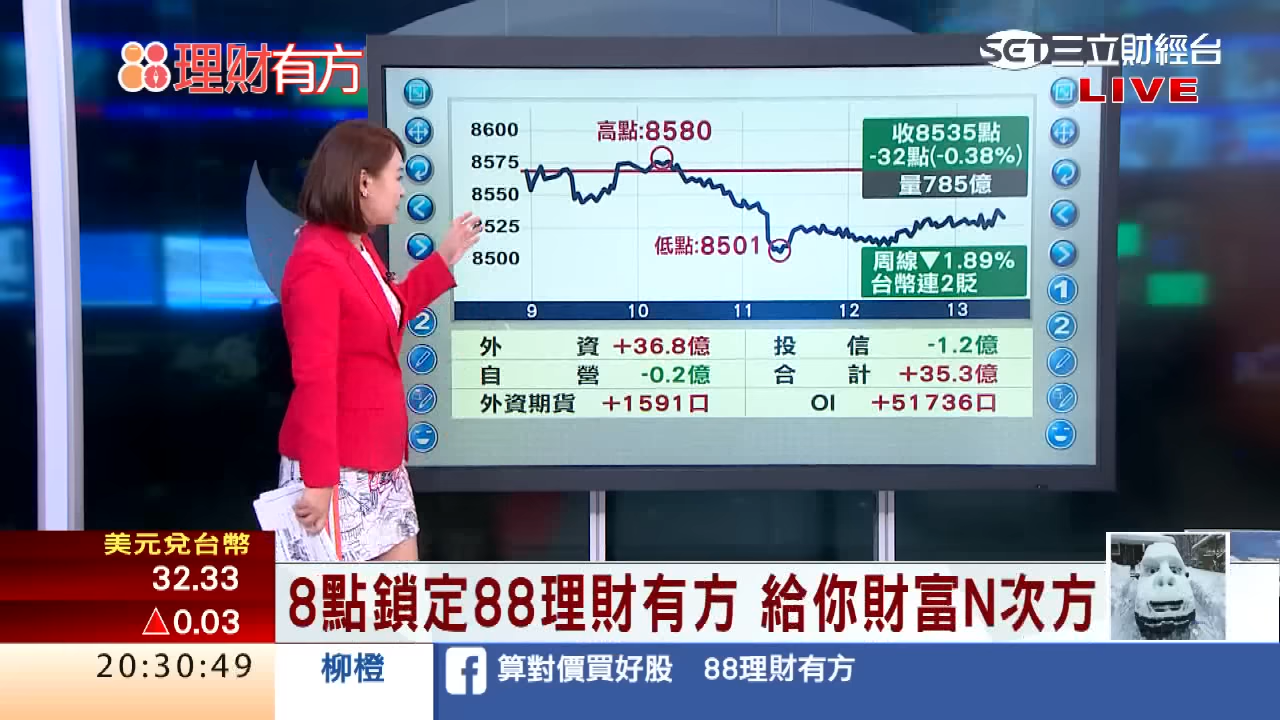 88理財有方
SET三立財經台
LIVE
8600
8575
8550
8525
8500
高點:8580
低點:8501
收8535點
-32點(-0.38%)
量785億
周線▼1.89%
台幣連2貶
9 10 11 12 13
外資 +36.8億 投信 -1.2億
自營 -0.2億 合計 +35.3億
外資期貨 +1591口 OI +51736口
2
1
2
美元兌台幣
32.33
△0.03
8點鎖定88理財有方 給你財富N次方
20:30:49
柳橙
f 算對價買好股 88理財有方